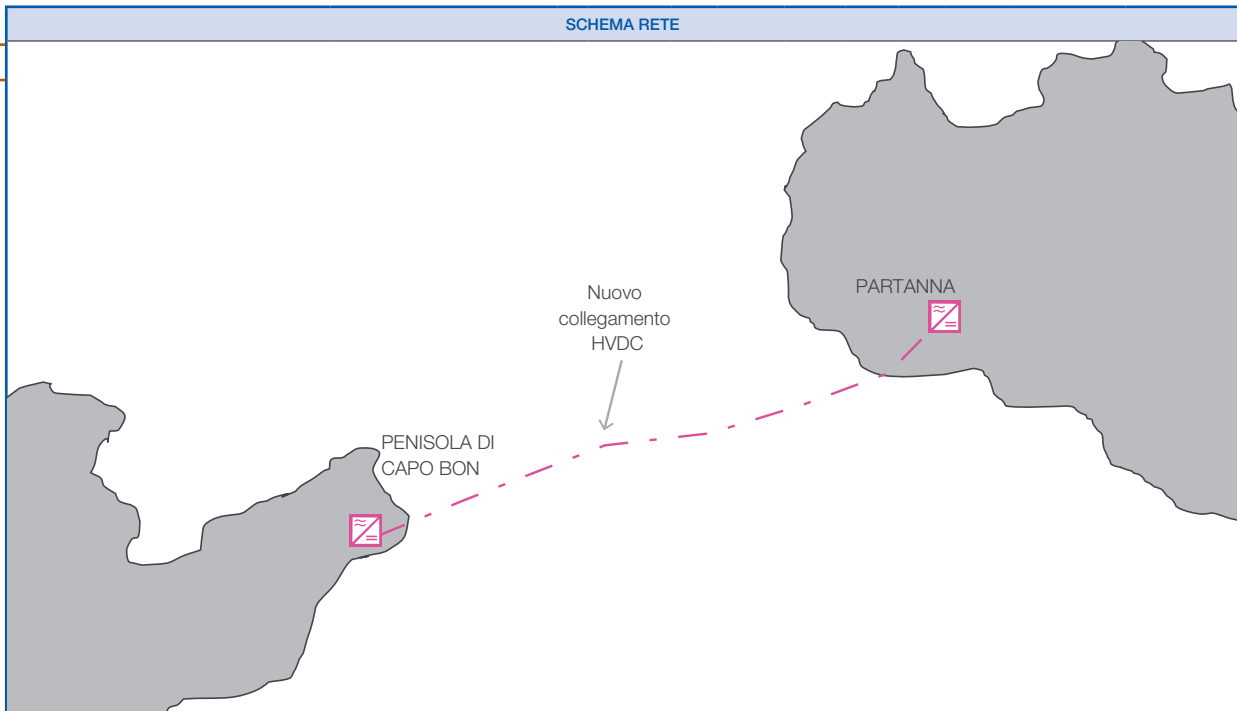 SCHEMA RETE
Nuovo
collegamento
HVDC
PARTANNA
PENISOLA DI
CAPO BON